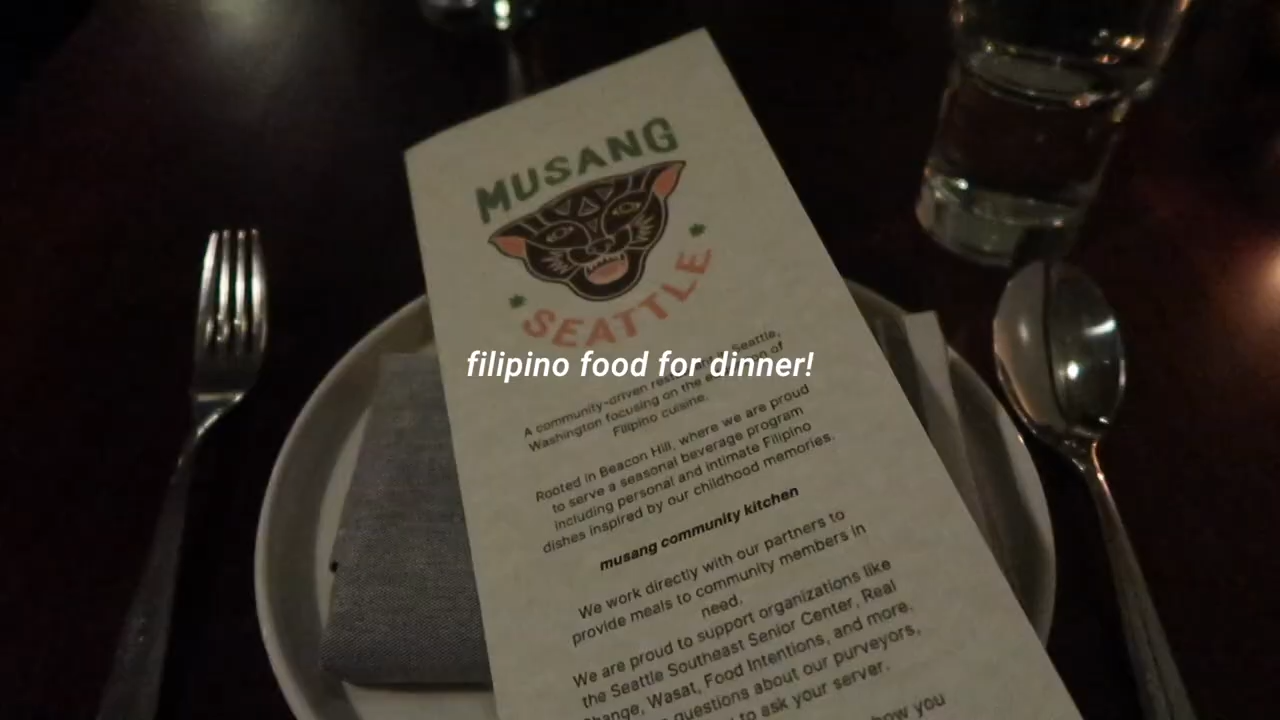 MUSANG
SEATTLE
filipino food for dinner!
A community-driven Seattle,
Washington focusing on the of
Filipino cuisine.
Rooted in Beacon Hill, where we are proud
to serve a seasonal beverage program
including personal and intimate Filipino
dishes inspired by our childhood memories.
musang community kitchen
We work directly with our partners to
provide meals to community members in
need.
We are proud to support organizations like
the Seattle Southeast Senior Center, Real
Change, Wasat, Food Intentions, and more.
questions about our purveyors,
to ask your server.
how you